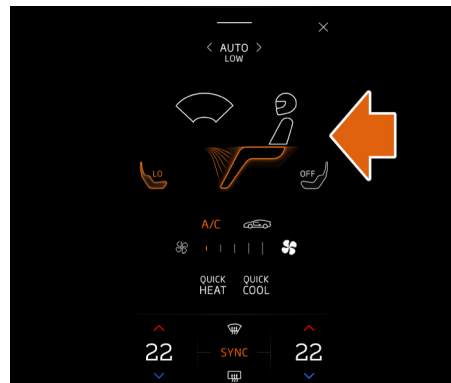 < AUTO >
LOW
LO
OFF
A/C
QUICK HEAT
QUICK COOL
22
SYNC
22